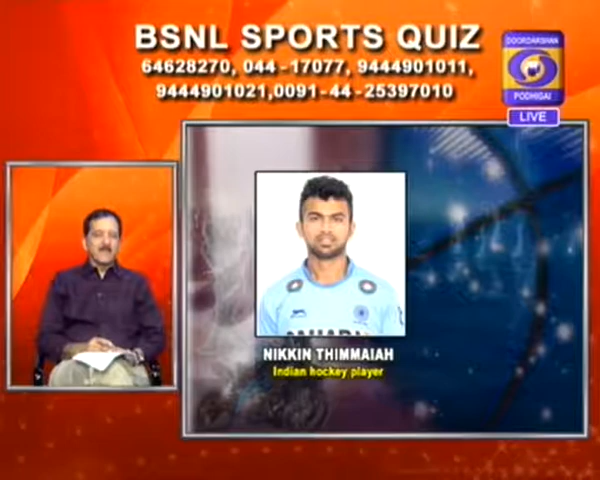 BSNL SPORTS QUIZ
64628270, 044-17077, 9444901011,
9444901021,0091-44-25397010
DOORDARSHAN
PODHIGAI
LIVE
NIKKIN THIMMAIAH
Indian hockey player